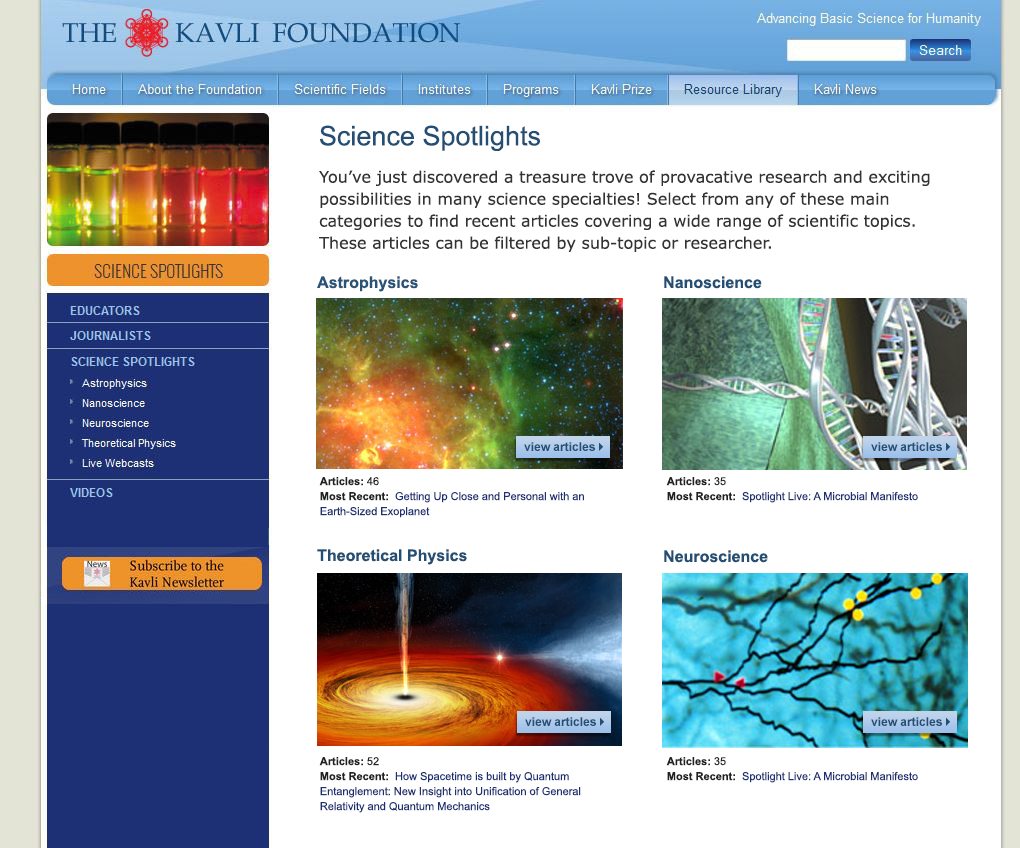 THE KAVLI FOUNDATION
Advancing Basic Science for Humanity
Search
Home
About the Foundation
Scientific Fields
Institutes
Programs
Kavli Prize
Resource Library
Kavli News
SCIENCE SPOTLIGHTS
EDUCATORS
JOURNALISTS
SCIENCE SPOTLIGHTS
Astrophysics
Nanoscience
Neuroscience
Theoretical Physics
Live Webcasts
VIDEOS
News
Subscribe to the
Kavli Newsletter
Science Spotlights
You've just discovered a treasure trove of provacative research and exciting
possibilities in many science specialties! Select from any of these main
categories to find recent articles covering a wide range of scientific topics.
These articles can be filtered by sub-topic or researcher.
Astrophysics
view articles
Articles: 46
Most Recent: Getting Up Close and Personal with an
Earth-Sized Exoplanet
Nanoscience
view articles
Articles: 35
Most Recent: Spotlight Live: A Microbial Manifesto
Theoretical Physics
view articles
Articles: 52
Most Recent: How Spacetime is built by Quantum
Entanglement: New Insight into Unification of General
Relativity and Quantum Mechanics
Neuroscience
view articles
Articles: 35
Most Recent: Spotlight Live: A Microbial Manifesto